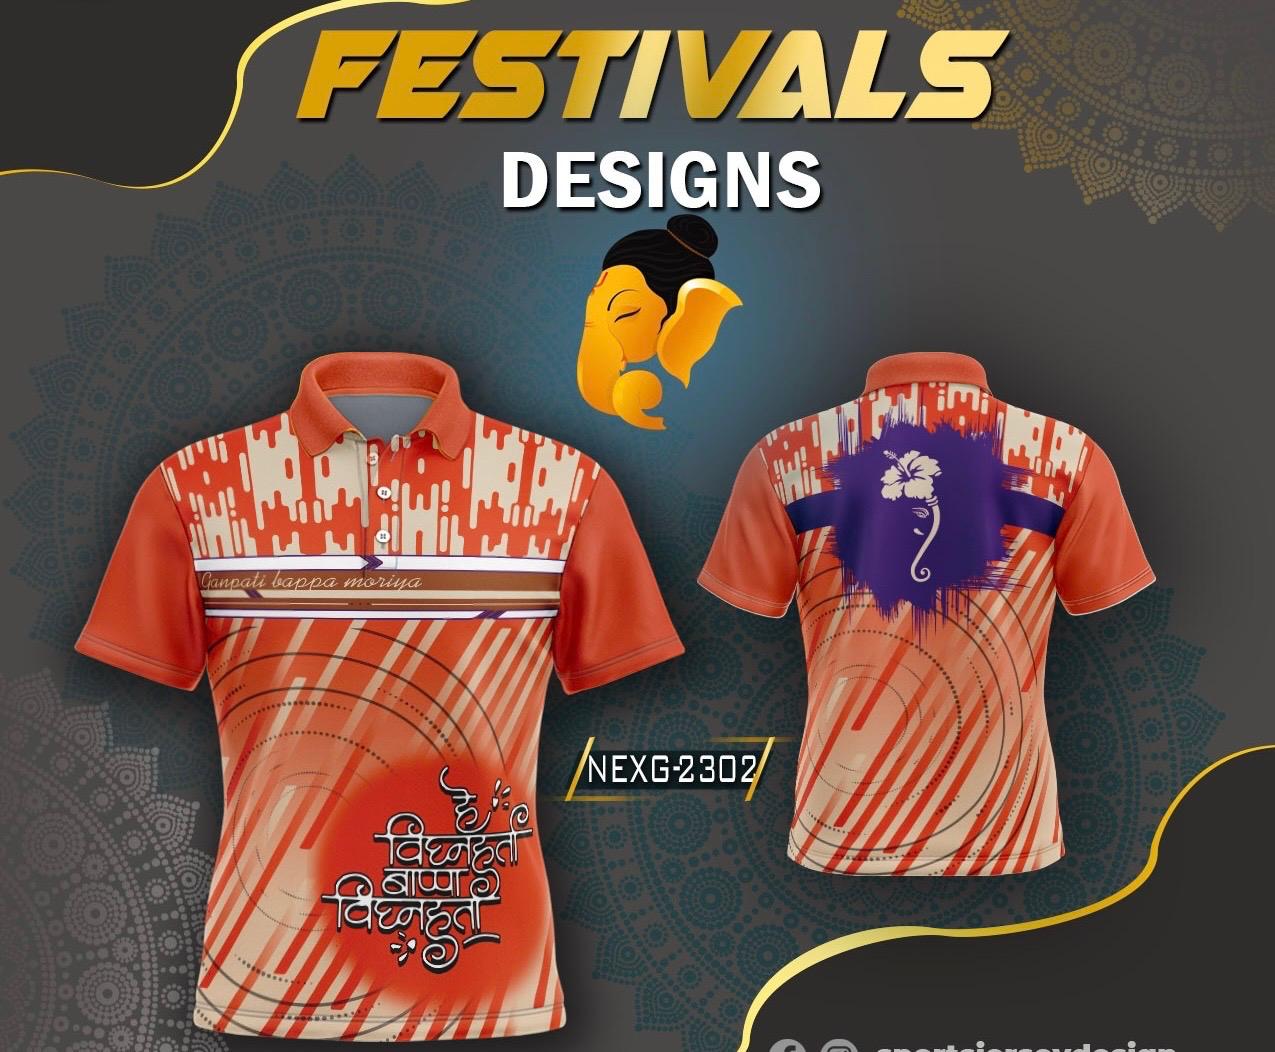 FESTIVALS
DESIGNS
Ganpati bappa moriya
NEXG-2302
हे
विघ्नहर्ता
बाप्पा
विघ्नहर्ता